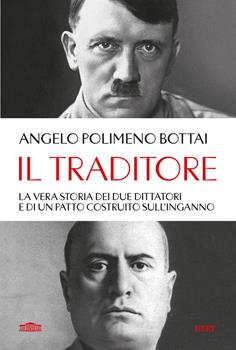 ANGELO POLIMENO BOTTAI
IL TRADITORE
LA VERA STORIA DEI DUE DITTATORI
E DI UN PATTO COSTRUITO SULL'INGANNO
UTET